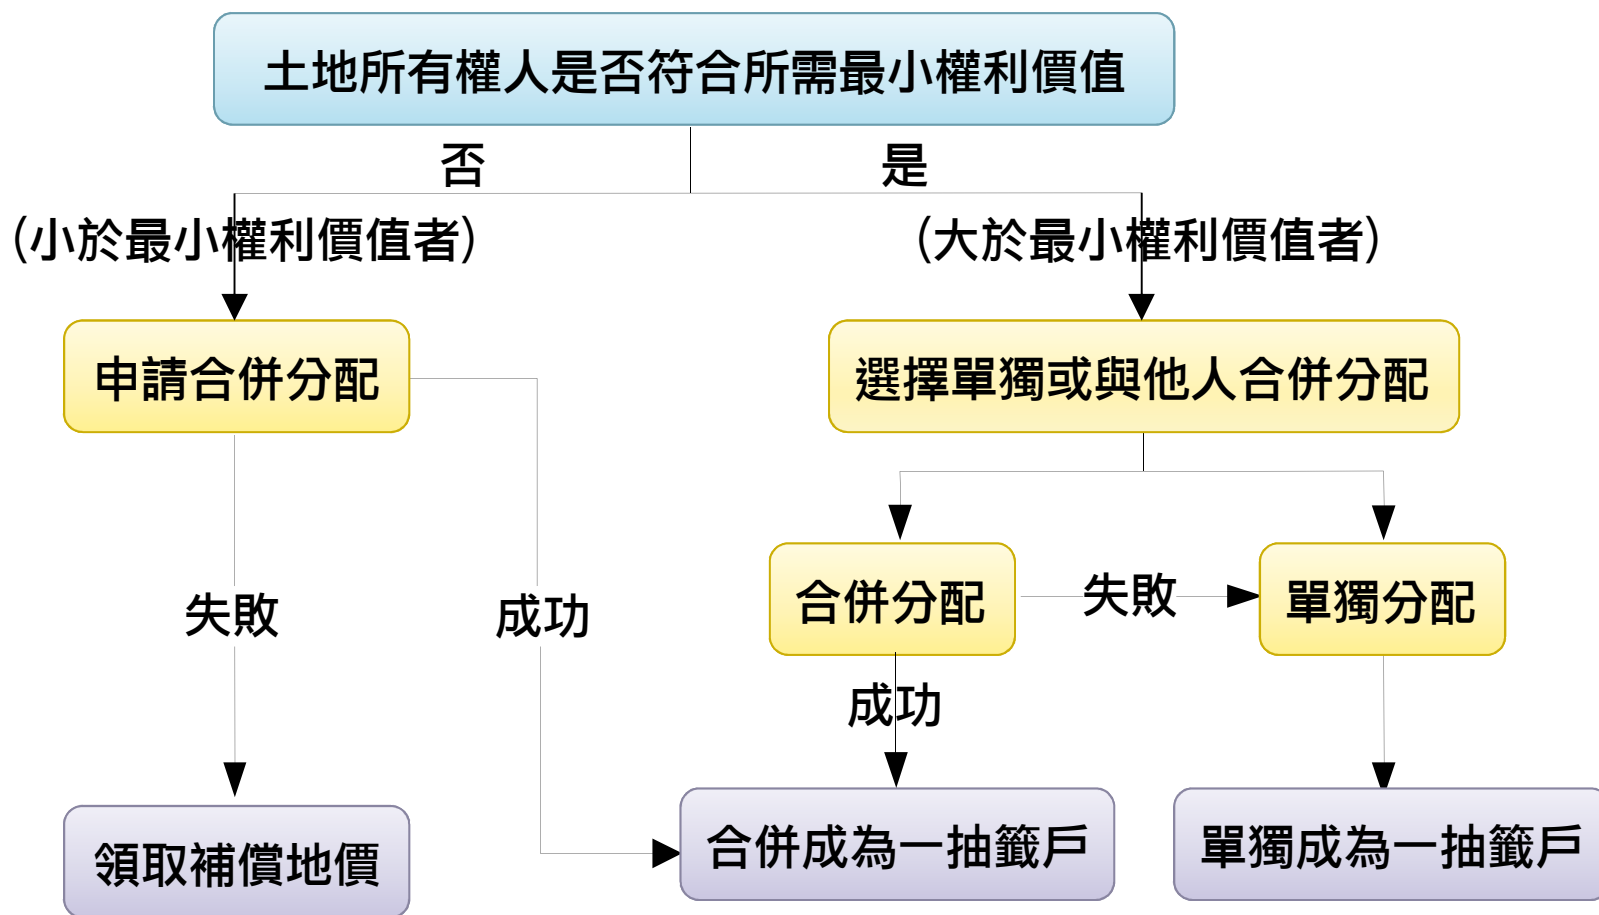 土地所有權人是否符合所需最小權利價值
否
是
(小於最小權利價值者)
(大於最小權利價值者)
申請合併分配
選擇單獨或與他人合併分配
合併分配
失敗
單獨分配
失敗
成功
成功
領取補償地價
合併成為一抽籤戶
單獨成為一抽籤戶